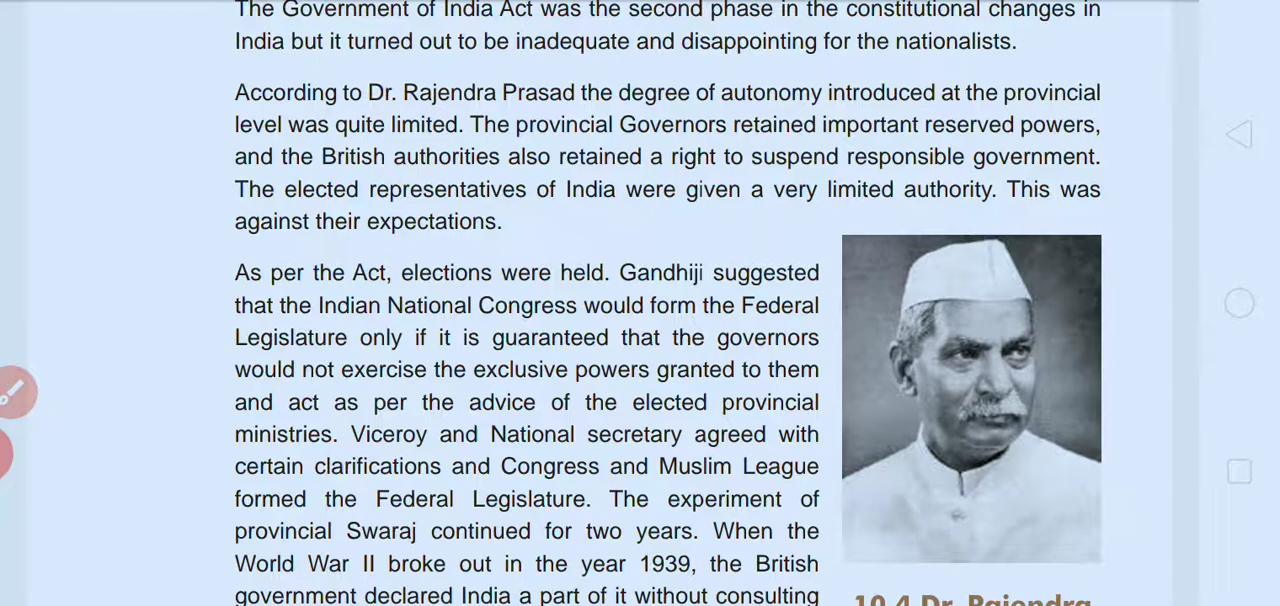 The Government of India Act was the second phase in the constitutional changes in
India but it turned out to be inadequate and disappointing for the nationalists.
According to Dr. Rajendra Prasad the degree of autonomy introduced at the provincial
level was quite limited. The provincial Governors retained important reserved powers,
and the British authorities also retained a right to suspend responsible government.
The elected representatives of India were given a very limited authority. This was
against their expectations.
As per the Act, elections were held. Gandhiji suggested
that the Indian National Congress would form the Federal
Legislature only if it is guaranteed that the governors
would not exercise the exclusive powers granted to them
and act as per the advice of the elected provincial
ministries. Viceroy and National secretary agreed with
certain clarifications and Congress and Muslim League
formed the Federal Legislature. The experiment of
provincial Swaraj continued for two years. When the
World War II broke out in the year 1939, the British
government declared India a part of it without consulting
10.4 Dr. Rajendra